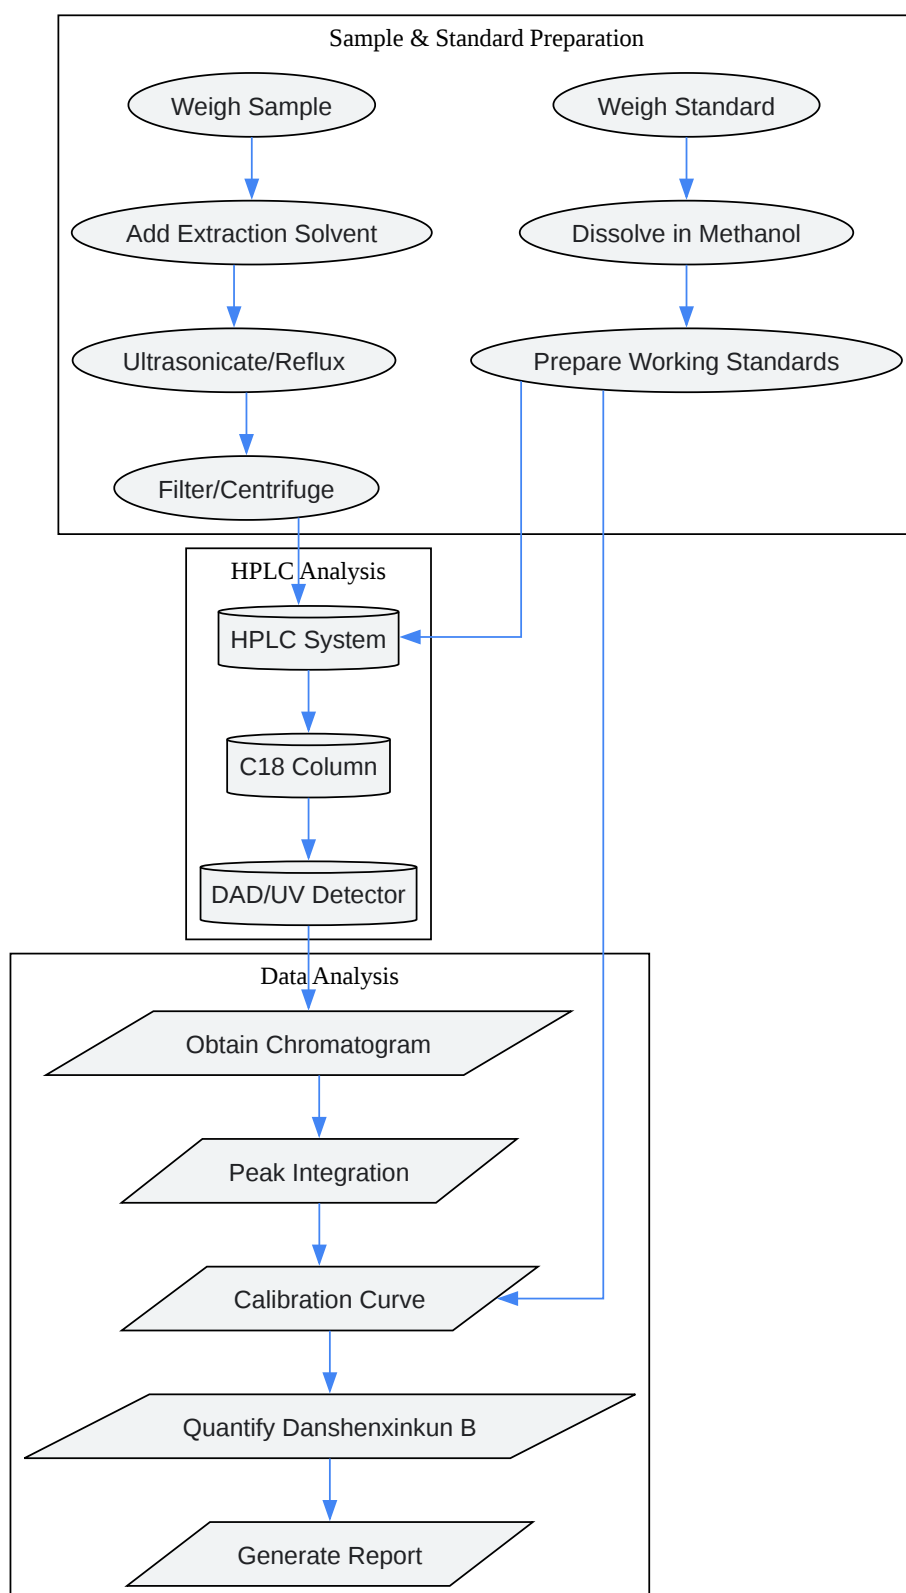 Sample & Standard Preparation
Weigh Sample
Weigh Standard
Add Extraction Solvent
Dissolve in Methanol
Ultrasonicate/Reflux
Prepare Working Standards
Filter/Centrifuge
HPLC Analysis
HPLC System
C18 Column
DAD/UV Detector
Data Analysis
Obtain Chromatogram
Peak Integration
Calibration Curve
Quantify Danshenxinkun B
Generate Report